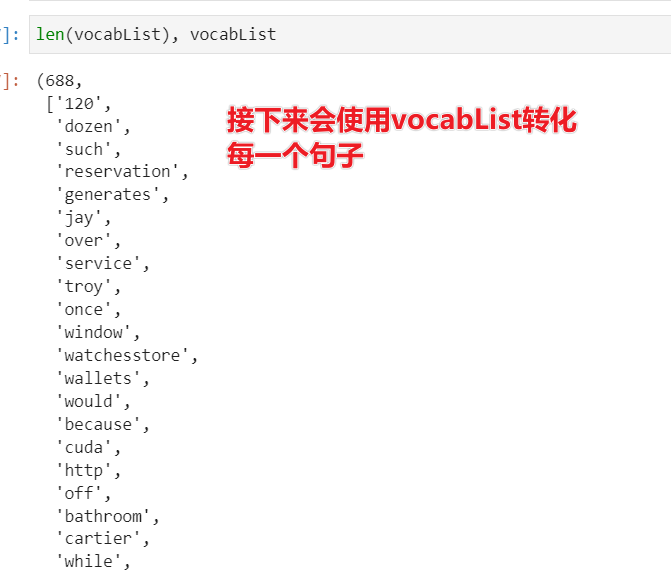 ]: len(vocabList), vocabList
]: (688,
['120',
接下来会使用vocabList转化
'dozen',
每一个句子
'such',
'reservation',
'generates',
'jay',
'over',
'service',
'troy',
'once',
'window',
'watchesstore',
'wallets',
'would',
'because',
'cuda',
'http',
'off',
'bathroom',
'cartier',
'while',